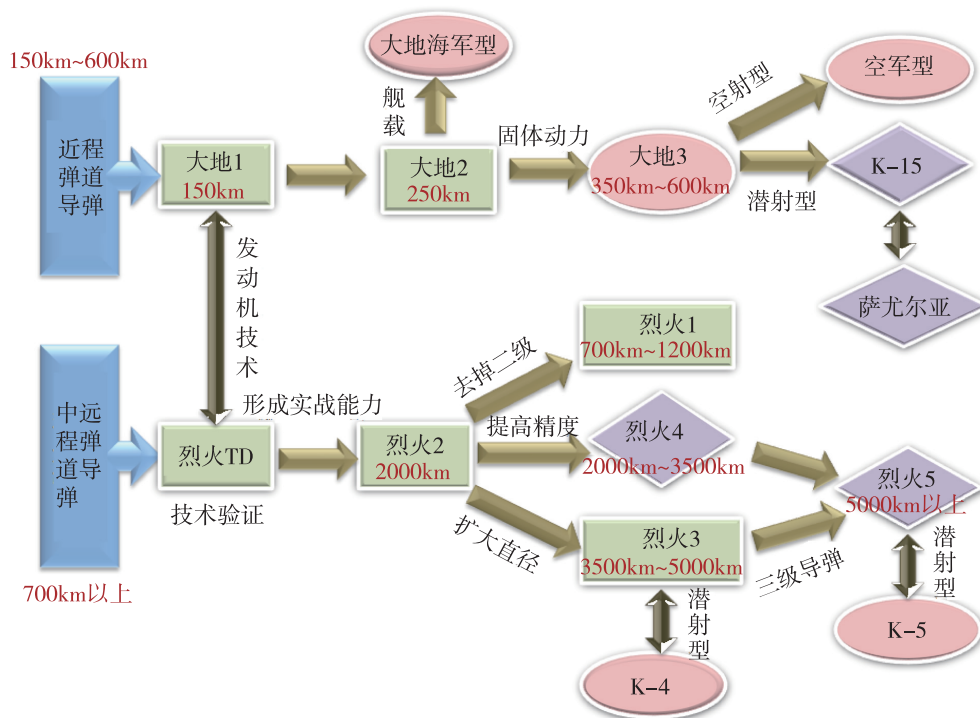 150km~600km
近程
弹道
导弹
大地1
150km
大地海军型
舰载
大地2
250km
固体动力
大地3
350km~600km
空射型
空军型
潜射型
K-15
萨尤尔亚
发动机技术
中远
程弹
道导
弹
700km以上
烈火TD
技术验证
形成实战能力
烈火2
2000km
去掉二级
烈火1
700km~1200km
提高精度
烈火4
2000km~3500km
扩大直径
烈火3
3500km~5000km
三级导弹
烈火5
5000km以上
潜射型
K-4
潜射型
K-5